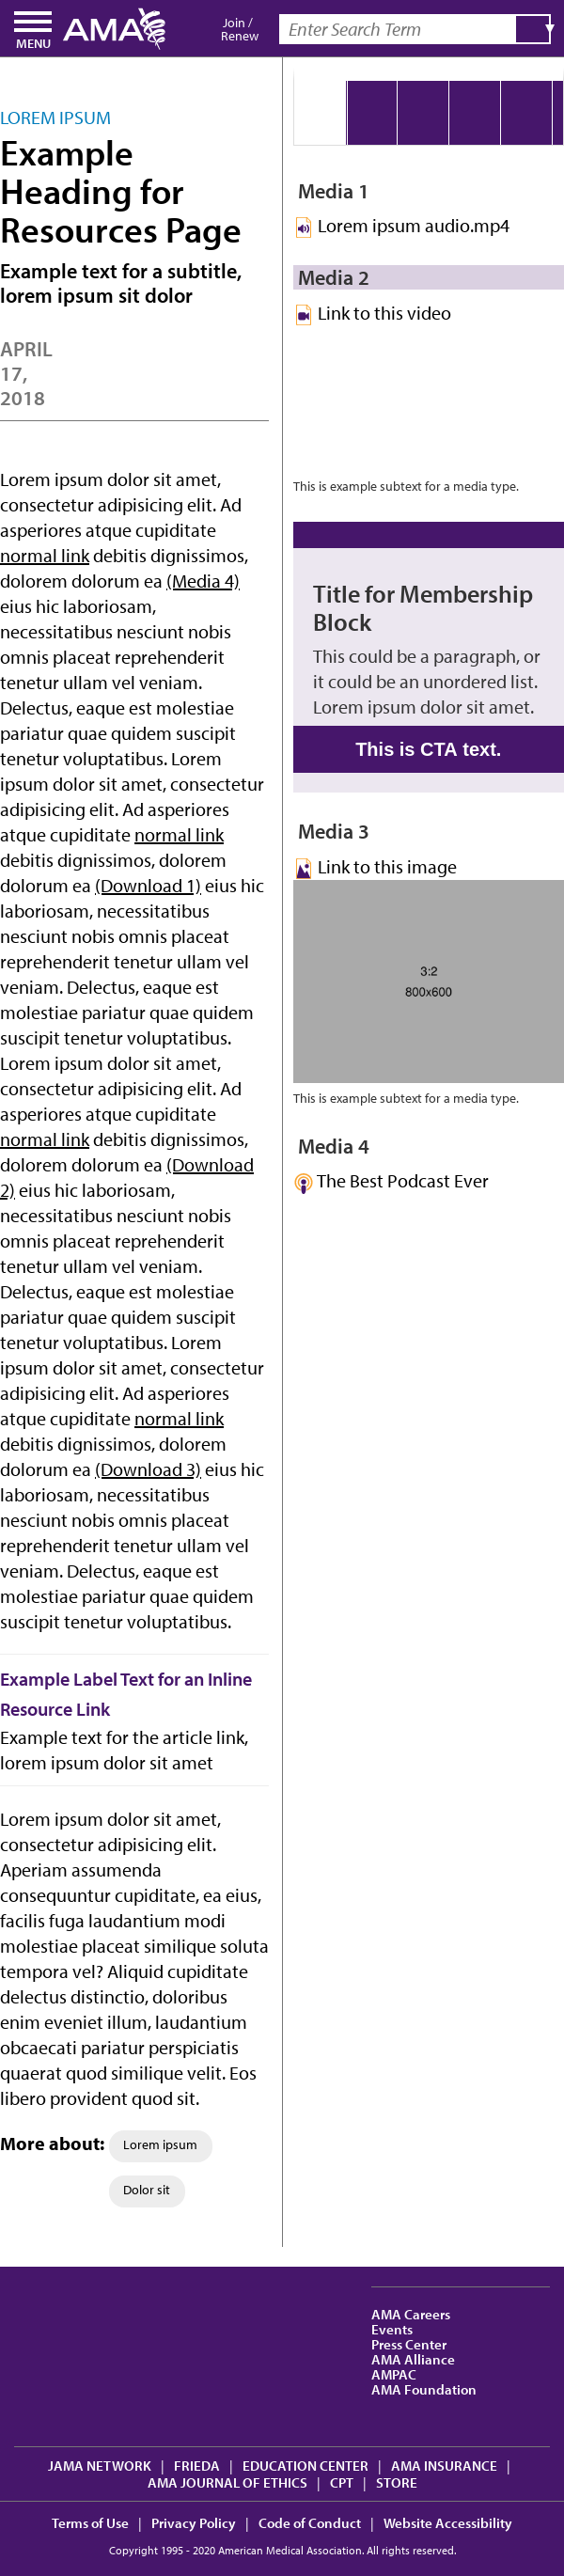 MENU
AMA
Join /
Renew
Enter Search Term
LOREM IPSUM
Example
Heading for
Resources Page
Example text for a subtitle,
lorem ipsum sit dolor
APRIL
17,
2018
Lorem ipsum dolor sit amet,
consectetur adipisicing elit. Ad
asperiores atque cupiditate
normal link debitis dignissimos,
dolorem dolorum ea (Media 4)
eius hic laboriosam,
necessitatibus nesciunt nobis
omnis placeat reprehenderit
tenetur ullam vel veniam.
Delectus, eaque est molestiae
pariatur quae quidem suscipit
tenetur voluptatibus. Lorem
ipsum dolor sit amet, consectetur
adipisicing elit. Ad asperiores
atque cupiditate normal link
debitis dignissimos, dolorem
dolorum ea (Download 1) eius hic
laboriosam, necessitatibus
nesciunt nobis omnis placeat
reprehenderit tenetur ullam vel
veniam. Delectus, eaque est
molestiae pariatur quae quidem
suscipit tenetur voluptatibus.
Lorem ipsum dolor sit amet,
consectetur adipisicing elit. Ad
asperiores atque cupiditate
normal link debitis dignissimos,
dolorem dolorum ea (Download
2) eius hic laboriosam,
necessitatibus nesciunt nobis
omnis placeat reprehenderit
tenetur ullam vel veniam.
Delectus, eaque est molestiae
pariatur quae quidem suscipit
tenetur voluptatibus. Lorem
ipsum dolor sit amet, consectetur
adipisicing elit. Ad asperiores
atque cupiditate normal link
debitis dignissimos, dolorem
dolorum ea (Download 3) eius hic
laboriosam, necessitatibus
nesciunt nobis omnis placeat
reprehenderit tenetur ullam vel
veniam. Delectus, eaque est
molestiae pariatur quae quidem
suscipit tenetur voluptatibus.
Example Label Text for an Inline
Resource Link
Example text for the article link,
lorem ipsum dolor sit amet
Lorem ipsum dolor sit amet,
consectetur adipisicing elit.
Aperiam assumenda
consequuntur cupiditate, ea eius,
facilis fuga laudantium modi
molestiae placeat similique soluta
tempora vel? Aliquid cupiditate
delectus distinctio, doloribus
enim eveniet illum, laudantium
obcaecati pariatur perspiciatis
quaerat quod similique velit. Eos
libero provident quod sit.
More about: Lorem ipsum
Dolor sit
Media 1
Lorem ipsum audio.mp4
Media 2
Link to this video
This is example subtext for a media type.
Title for Membership
Block
This could be a paragraph, or
it could be an unordered list.
Lorem ipsum dolor sit amet.
This is CTA text.
Media 3
Link to this image
3:2
800x600
This is example subtext for a media type.
Media 4
The Best Podcast Ever
AMA Careers
Events
Press Center
AMA Alliance
AMPAC
AMA Foundation
JAMA NETWORK | FRIEDA | EDUCATION CENTER | AMA INSURANCE |
AMA JOURNAL OF ETHICS | CPT | STORE
Terms of Use | Privacy Policy | Code of Conduct | Website Accessibility
Copyright 1995 - 2020 American Medical Association. All rights reserved.